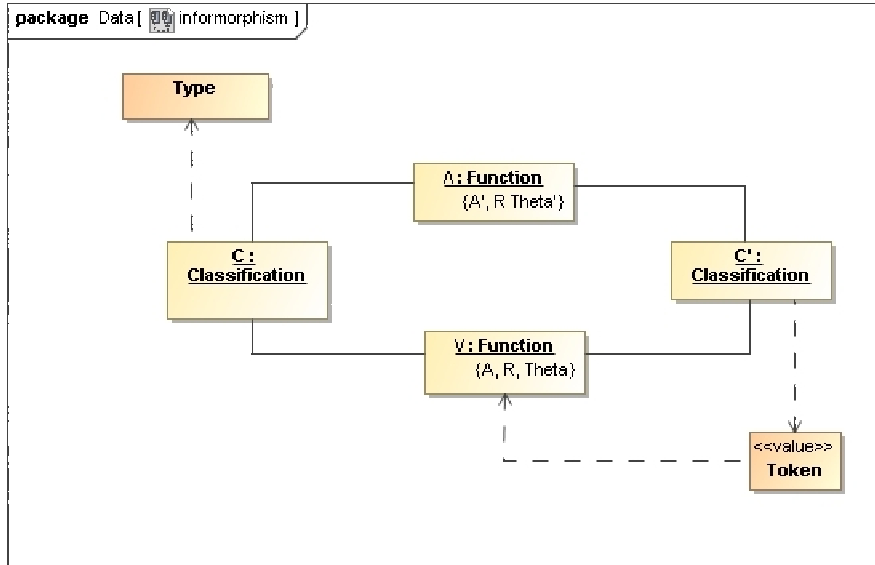 package Data [ informorphism ]
Type
A : Function
{A', R Theta'}
C :
Classification
C' :
Classification
V : Function
{A, R, Theta}
<<value>>
Token